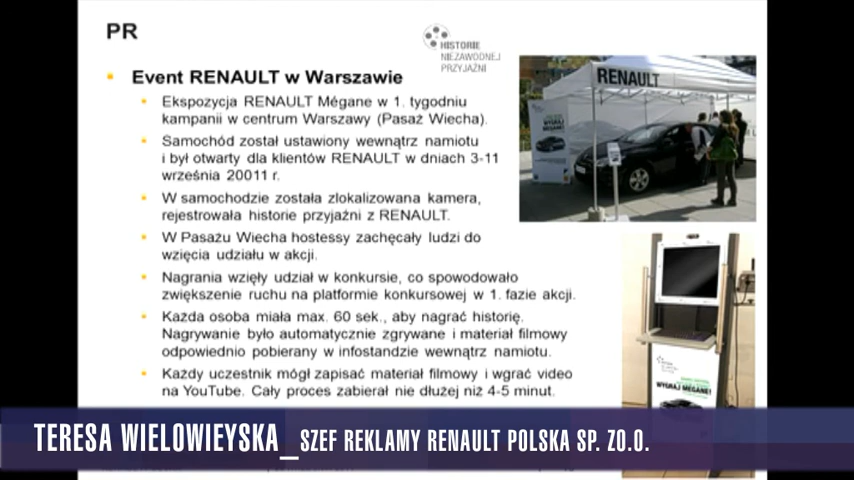 PR
HISTORIE
NIEZAWODNEJ
PRZYJAŹNI
Event RENAULT w Warszawie
Ekspozycja RENAULT Mégane w 1. tygodniu
kampanii w centrum Warszawy (Pasaż Wiecha).
Samochód został ustawiony wewnątrz namiotu
i był otwarty dla klientów RENAULT w dniach 3-11
września 20011 r.
W samochodzie została zlokalizowana kamera,
rejestrowała historie przyjaźni z RENAULT.
W Pasażu Wiecha hostessy zachęcały ludzi do
wzięcia udziału w akcji.
Nagrania wzięły udział w konkursie, co spowodowało
zwiększenie ruchu na platformie konkursowej w 1. fazie akcji.
Każda osoba miała max. 60 sek., aby nagrać historię.
Nagrywanie było automatycznie zgrywane i materiał filmowy
odpowiednio pobierany w infostandzie wewnątrz namiotu.
Każdy uczestnik mógł zapisać materiał filmowy i wgrać video
na YouTube. Cały proces zabierał nie dłużej niż 4-5 minut.
RENAULT
WYGRAJ
MEGANE!
WYGRAJ MEGANE!
TERESA WIELOWIEYSKA_SZEF REKLAMY RENAULT POLSKA SP. ZO.O.